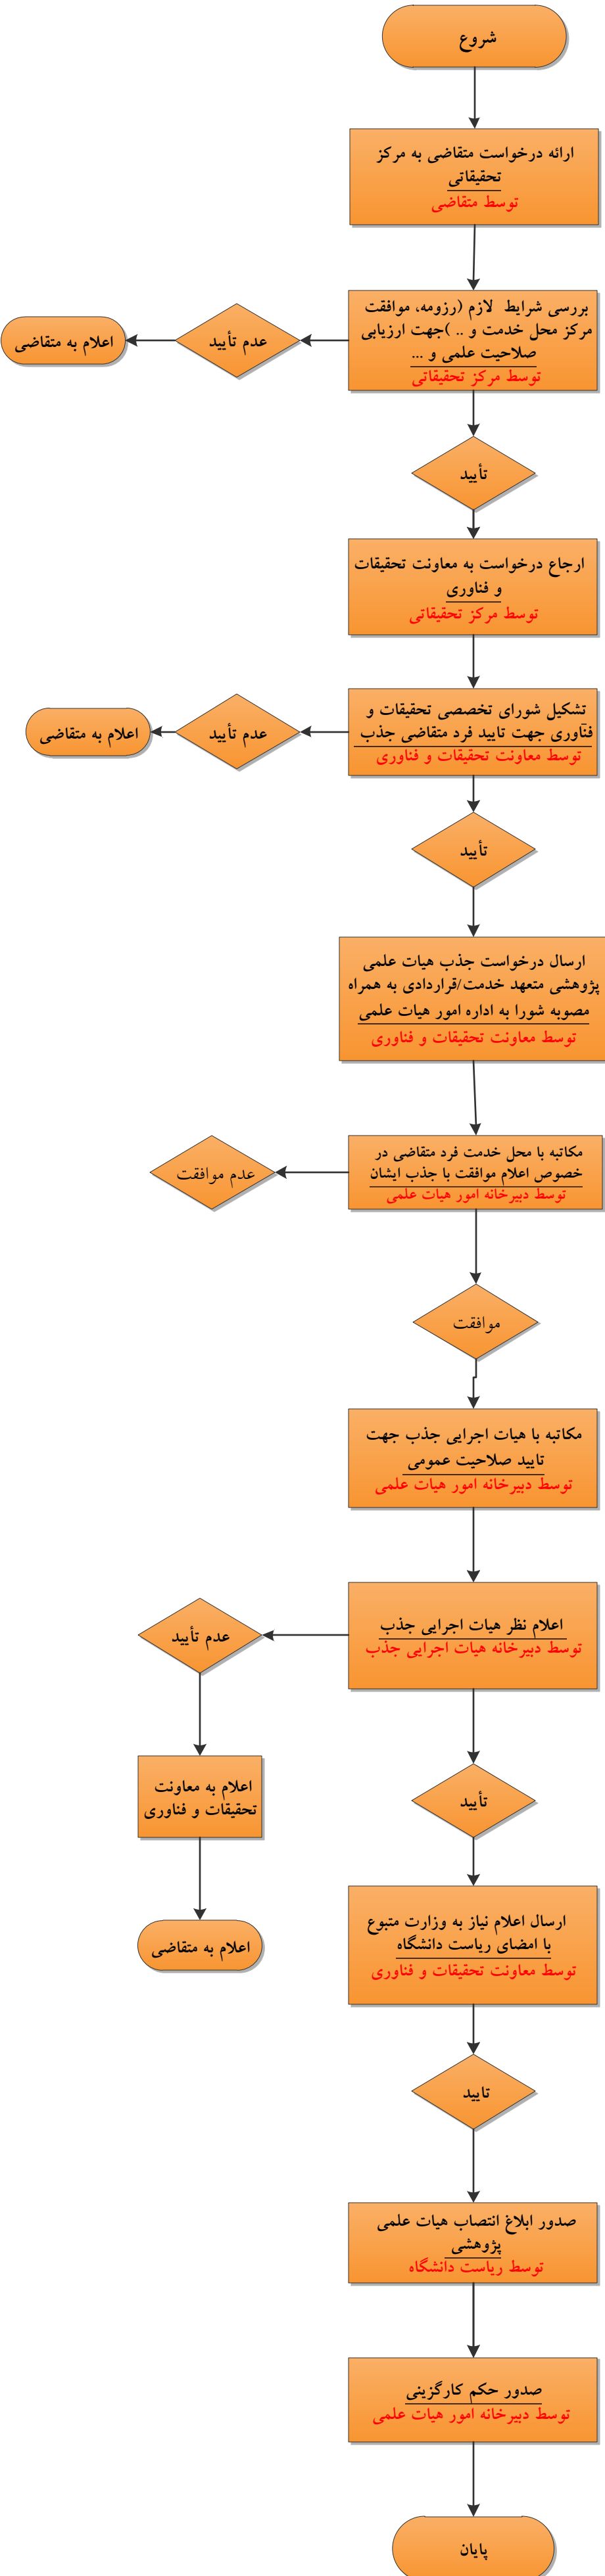 شروع
ارائه درخواست متقاضی به مرکز
تحقیقاتی
توسط متقاضی
بررسی شرایط لازم (رزومه، موافقت
مرکز محل خدمت و .. )جهت ارزیابی
صلاحیت علمی و ...
توسط مرکز تحقیقاتی
عدم تأیید
اعلام به متقاضی
تأیید
ارجاع درخواست به معاونت تحقیقات
و فناوری
توسط مرکز تحقیقاتی
تشکیل شورای تخصصی تحقیقات و
فنآوری جهت تایید فرد متقاضی جذب
توسط معاونت تحقیقات و فناوری
عدم تأیید
اعلام به متقاضی
تأیید
ارسال درخواست جذب هیات علمی
پژوهشی متعهد خدمت/قراردادی به همراه
مصوبه شورا به اداره امور هیات علمی
توسط معاونت تحقیقات و فناوری
مکاتبه با محل خدمت فرد متقاضی در
خصوص اعلام موافقت با جذب ایشان
توسط دبیرخانه امور هیات علمی
عدم موافقت
موافقت
مکاتبه با هیات اجرایی جذب جهت
تایید صلاحیت عمومی
توسط دبیرخانه امور هیات علمی
اعلام نظر هیات اجرایی جذب
توسط دبیرخانه هیات اجرایی جذب
عدم تأیید
اعلام به معاونت
تحقیقات و فناوری
اعلام به متقاضی
تأیید
ارسال اعلام نیاز به وزارت متبوع
با امضای ریاست دانشگاه
توسط معاونت تحقیقات و فناوری
تایید
صدور ابلاغ انتصاب هیات علمی
پژوهشی
توسط ریاست دانشگاه
صدور حکم کارگزینی
توسط دبیرخانه امور هیات علمی
پایان